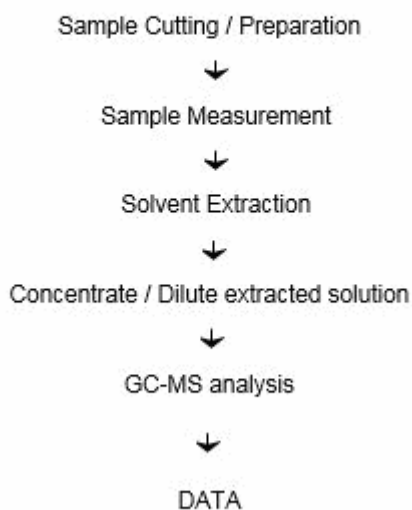 Sample Cutting / Preparation
Sample Measurement
Solvent Extraction
Concentrate / Dilute extracted solution
GC-MS analysis
DATA